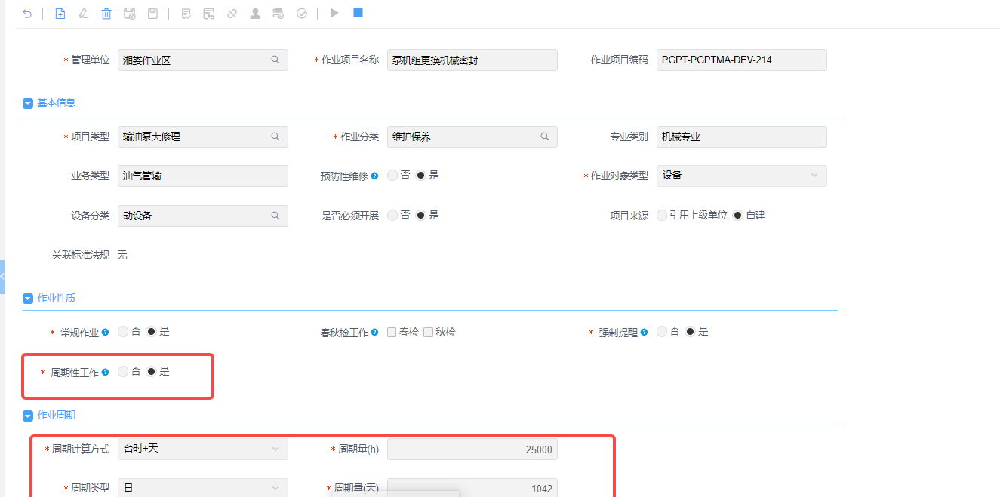 * 管理单位 湘娄作业区 * 作业项目名称 泵机组更换机械密封 作业项目编码 PGPT-PGPTMA-DEV-214
基本信息
* 项目类型 输油泵大修理 * 作业分类 维护保养 专业类别 机械专业
业务类型 油气管输 预防性维修 ? 否 是 * 作业对象类型 设备
设备分类 动设备 是否必须开展 否 是 项目来源 引用上级单位 自建
关联标准法规 无
作业性质
* 常规作业 ? 否 是 春秋检工作 ? 春检 秋检 * 强制提醒 ? 否 是
* 周期性工作 ? 否 是
作业周期
* 周期计算方式 台时+天 * 周期量(h) 25000
* 周期类型 日 * 周期量(天) 1042